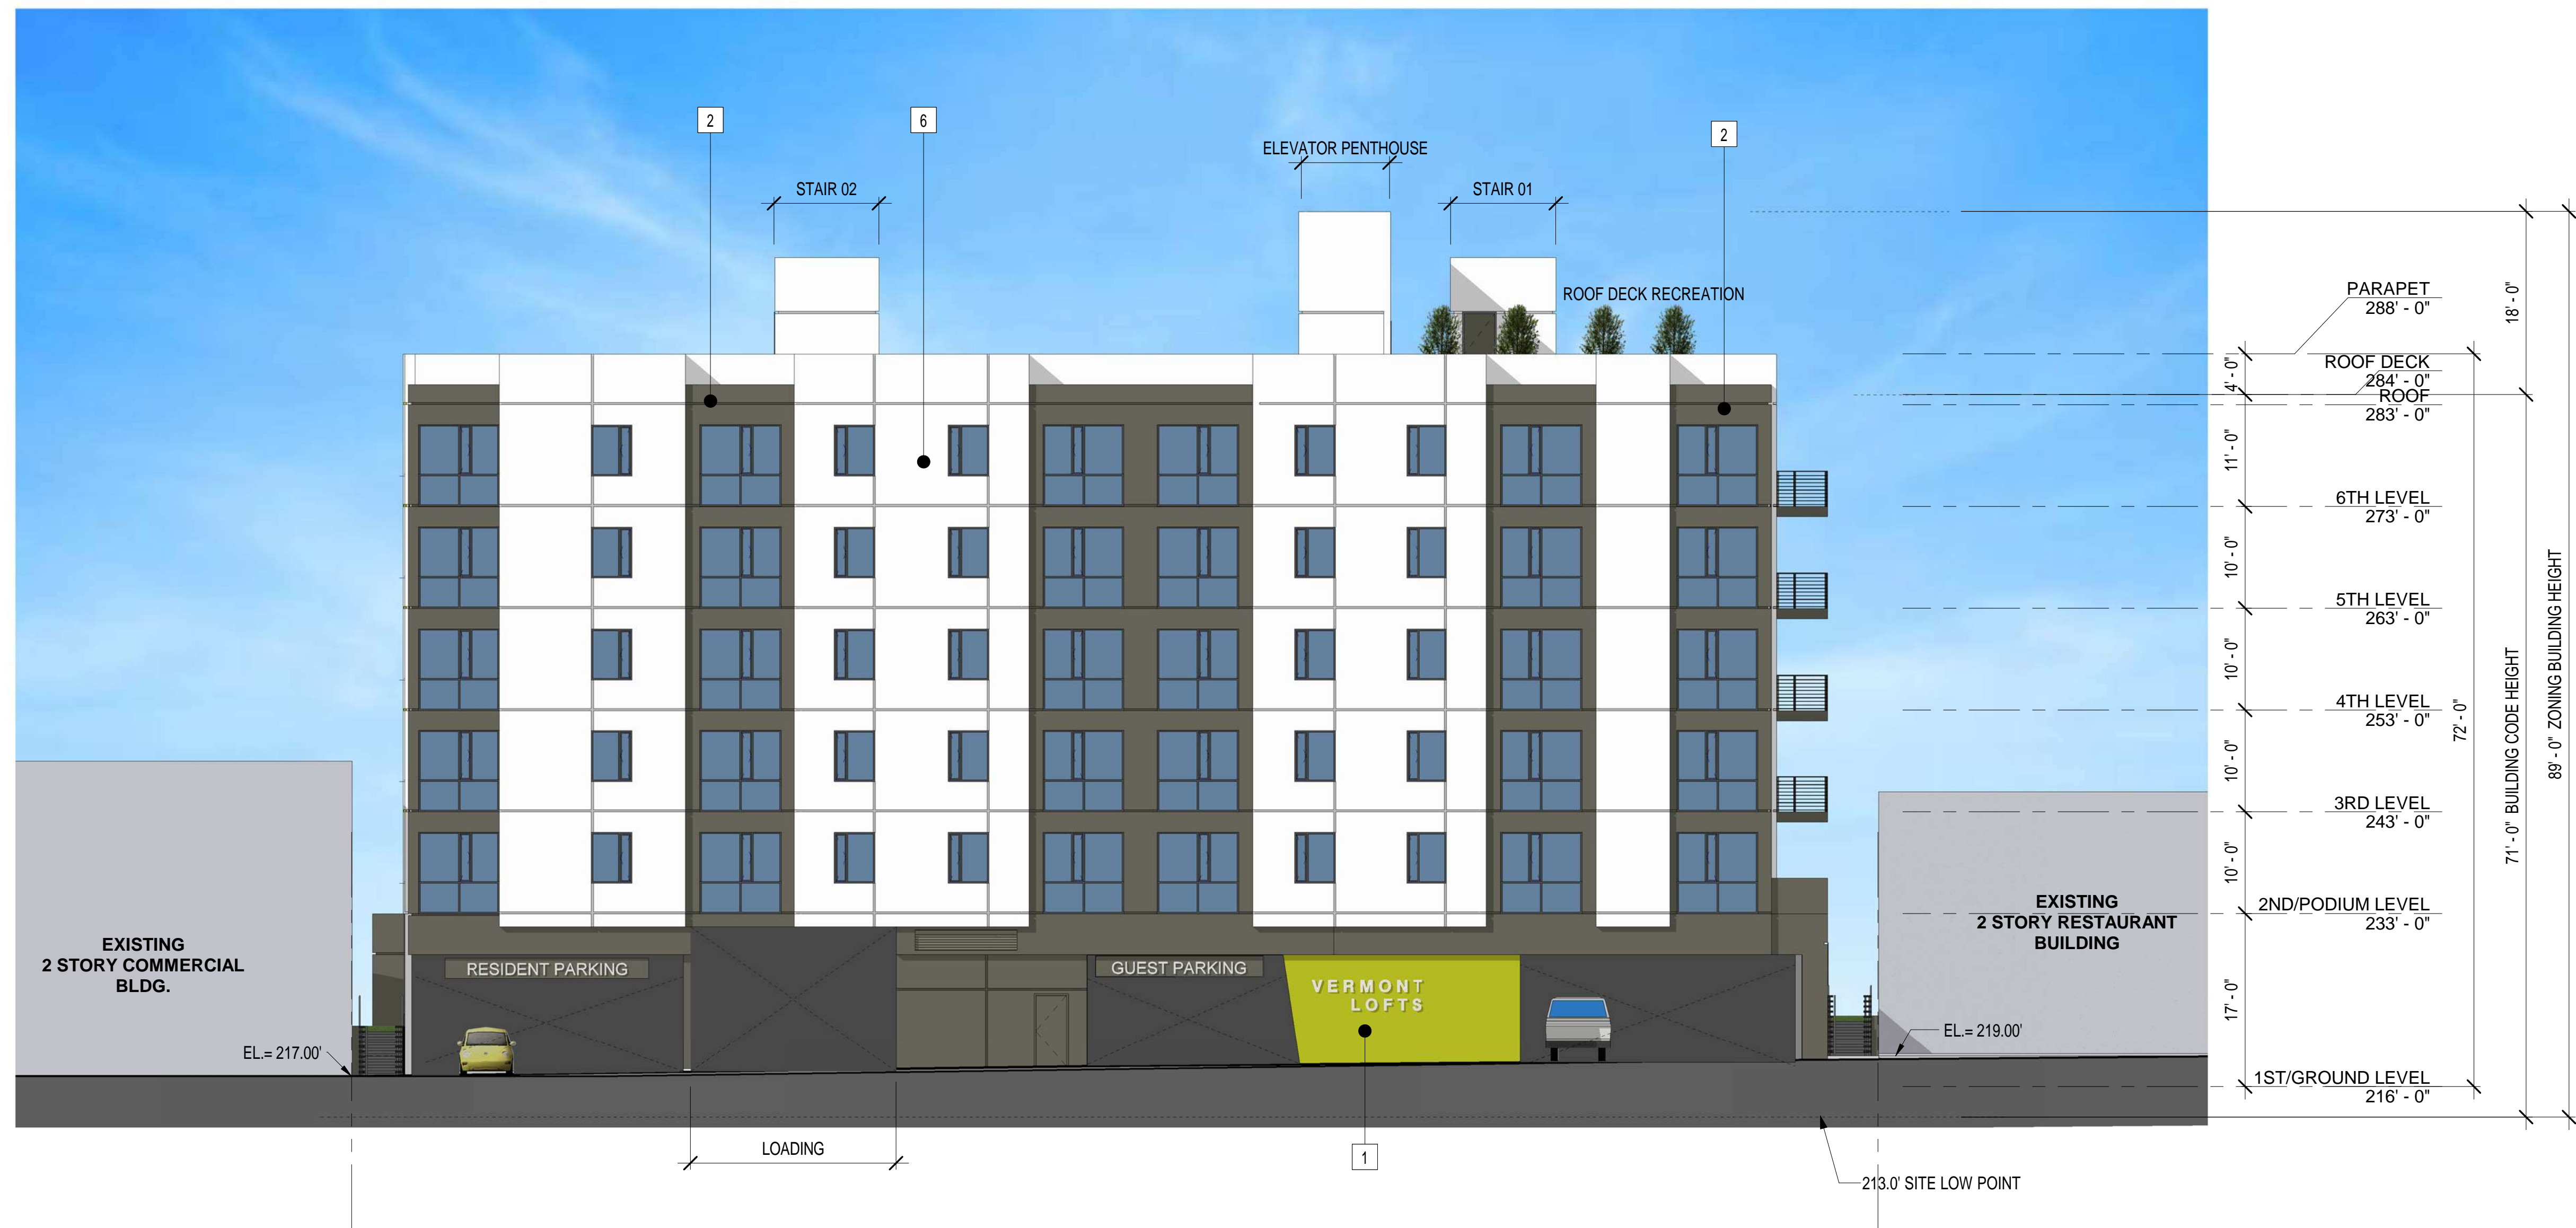 2
6
2
ELEVATOR PENTHOUSE
STAIR 02
STAIR 01
ROOF DECK RECREATION
PARAPET
288' - 0"
ROOF DECK
284' - 0"
ROOF
283' - 0"
6TH LEVEL
273' - 0"
5TH LEVEL
263' - 0"
4TH LEVEL
253' - 0"
3RD LEVEL
243' - 0"
2ND/PODIUM LEVEL
233' - 0"
1ST/GROUND LEVEL
216' - 0"
18' - 0"
4' - 0"
11' - 0"
10' - 0"
10' - 0"
10' - 0"
10' - 0"
17' - 0"
72' - 0"
71' - 0" BUILDING CODE HEIGHT
89' - 0" ZONING BUILDING HEIGHT
EXISTING
2 STORY COMMERCIAL
BLDG.
RESIDENT PARKING
GUEST PARKING
VERMONT
LOFTS
EXISTING
2 STORY RESTAURANT
BUILDING
EL.= 217.00'
EL.= 219.00'
LOADING
1
213.0' SITE LOW POINT